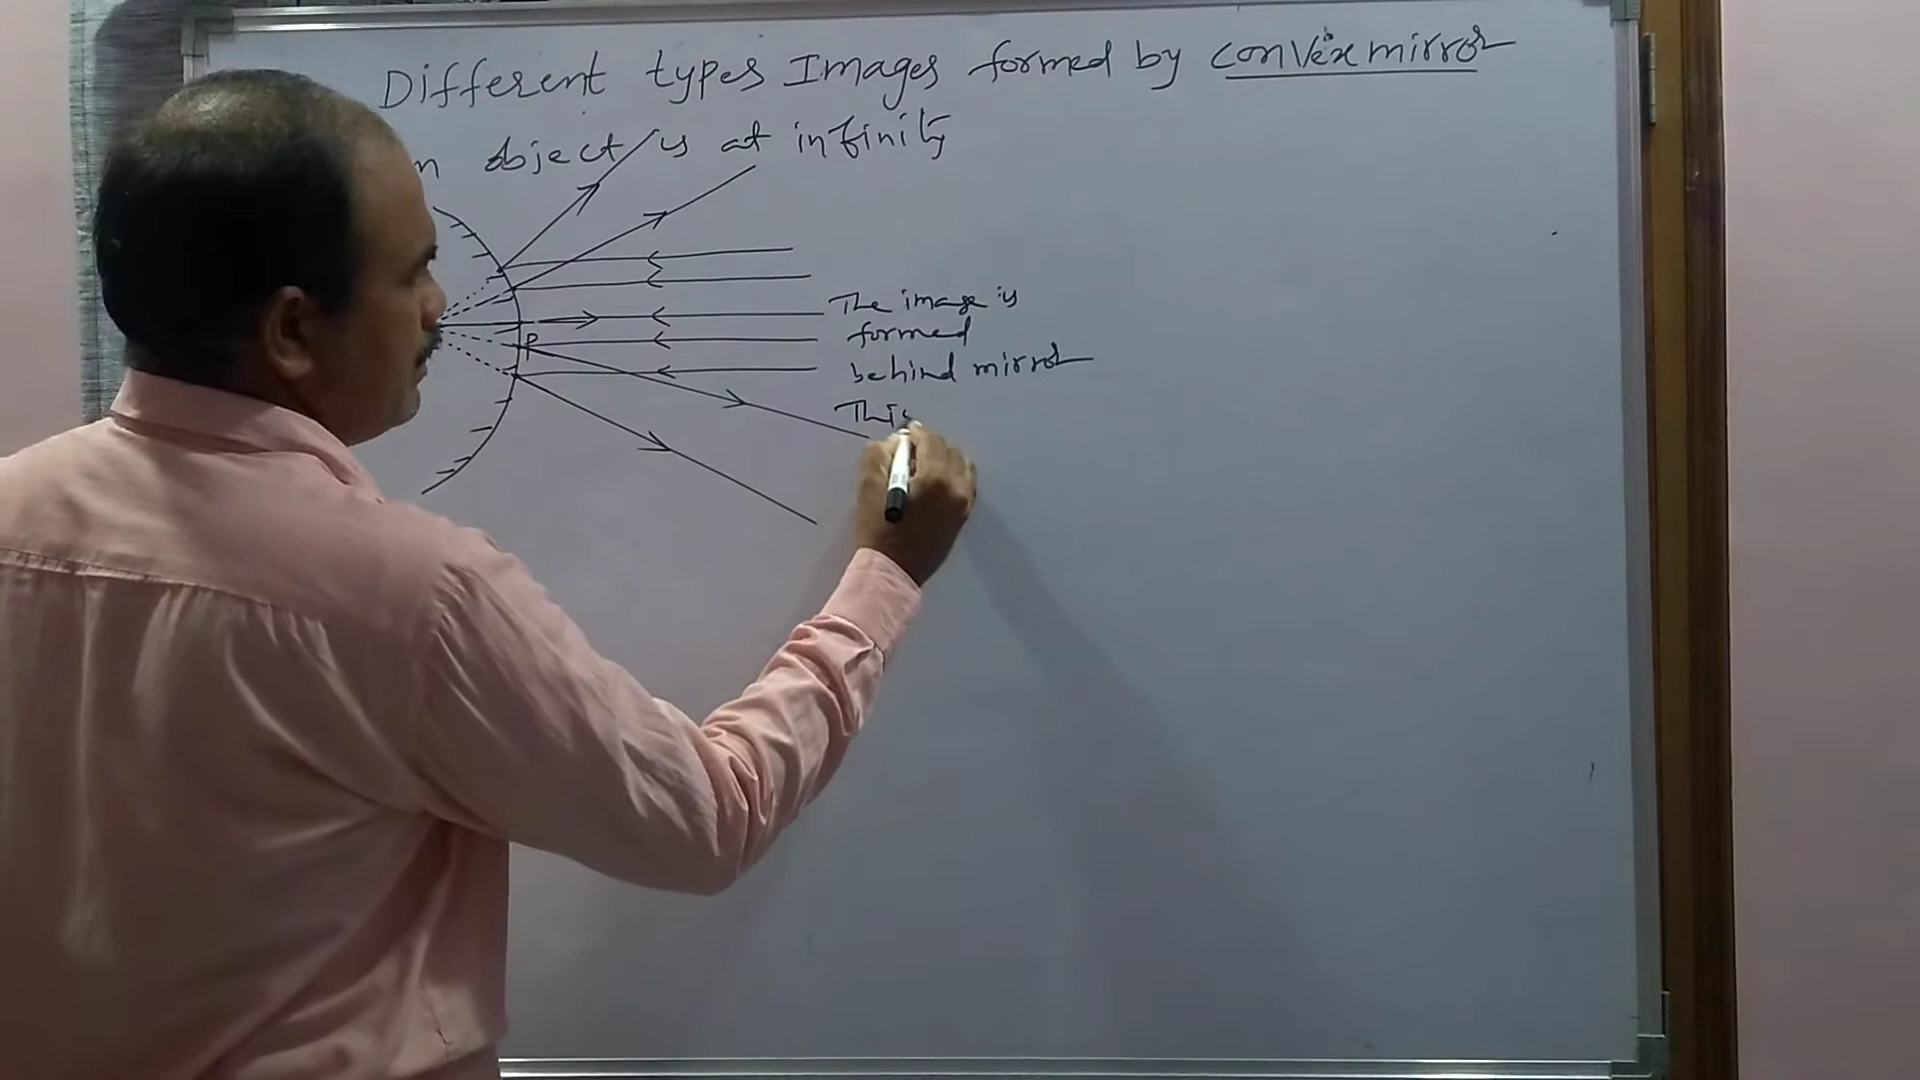 Different types Images formed by convex mirror
n object is at infinity
The image is
formed
P
behind mirror
This